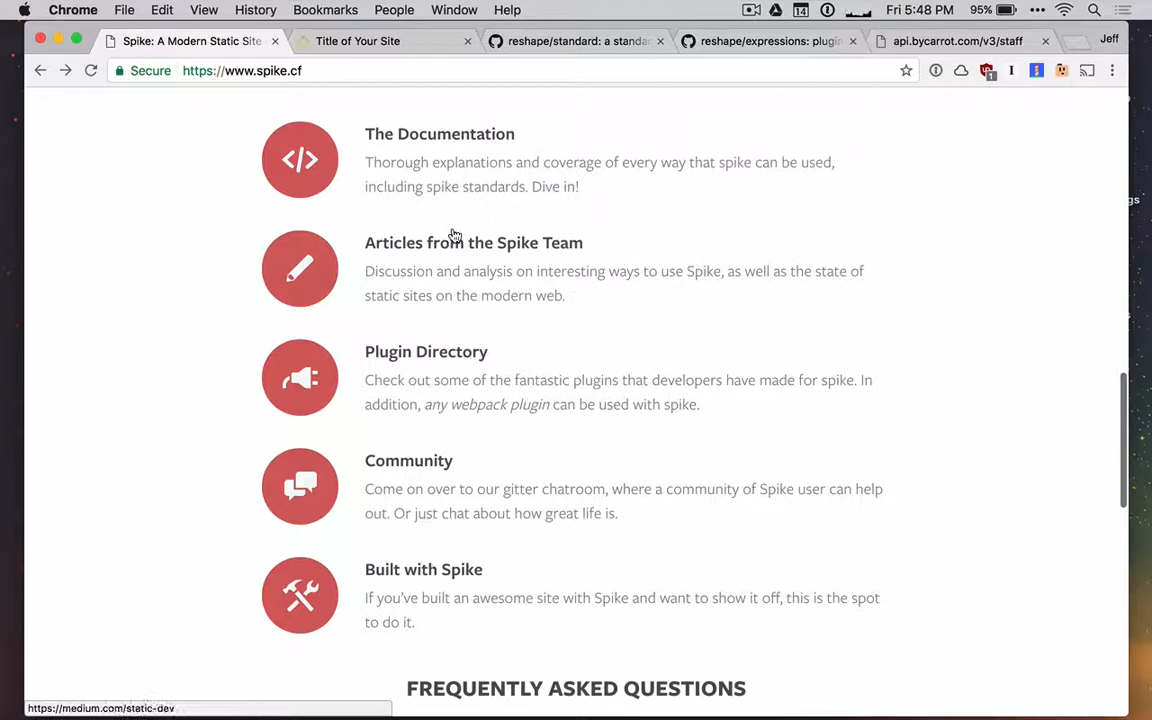 Chrome File Edit View History Bookmarks People Window Help
14
Fri 5:48 PM 95%
Spike: A Modern Static Site
Title of Your Site
reshape/standard: a standa
reshape/expressions: plugin
api.bycarrot.com/v3/staff
Jeff
Secure https://www.spike.cf
1
The Documentation
Thorough explanations and coverage of every way that spike can be used,
including spike standards. Dive in!
Articles from the Spike Team
Discussion and analysis on interesting ways to use Spike, as well as the state of
static sites on the modern web.
Plugin Directory
Check out some of the fantastic plugins that developers have made for spike. In
addition, any webpack plugin can be used with spike.
Community
Come on over to our gitter chatroom, where a community of Spike user can help
out. Or just chat about how great life is.
Built with Spike
If you've built an awesome site with Spike and want to show it off, this is the spot
to do it.
FREQUENTLY ASKED QUESTIONS
https://medium.com/static-dev